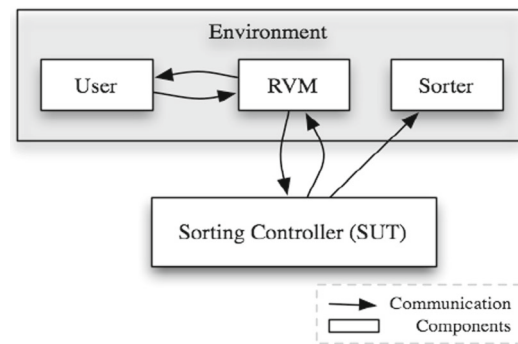 Environment
User
RVM
Sorter
Sorting Controller (SUT)
Communication
Components